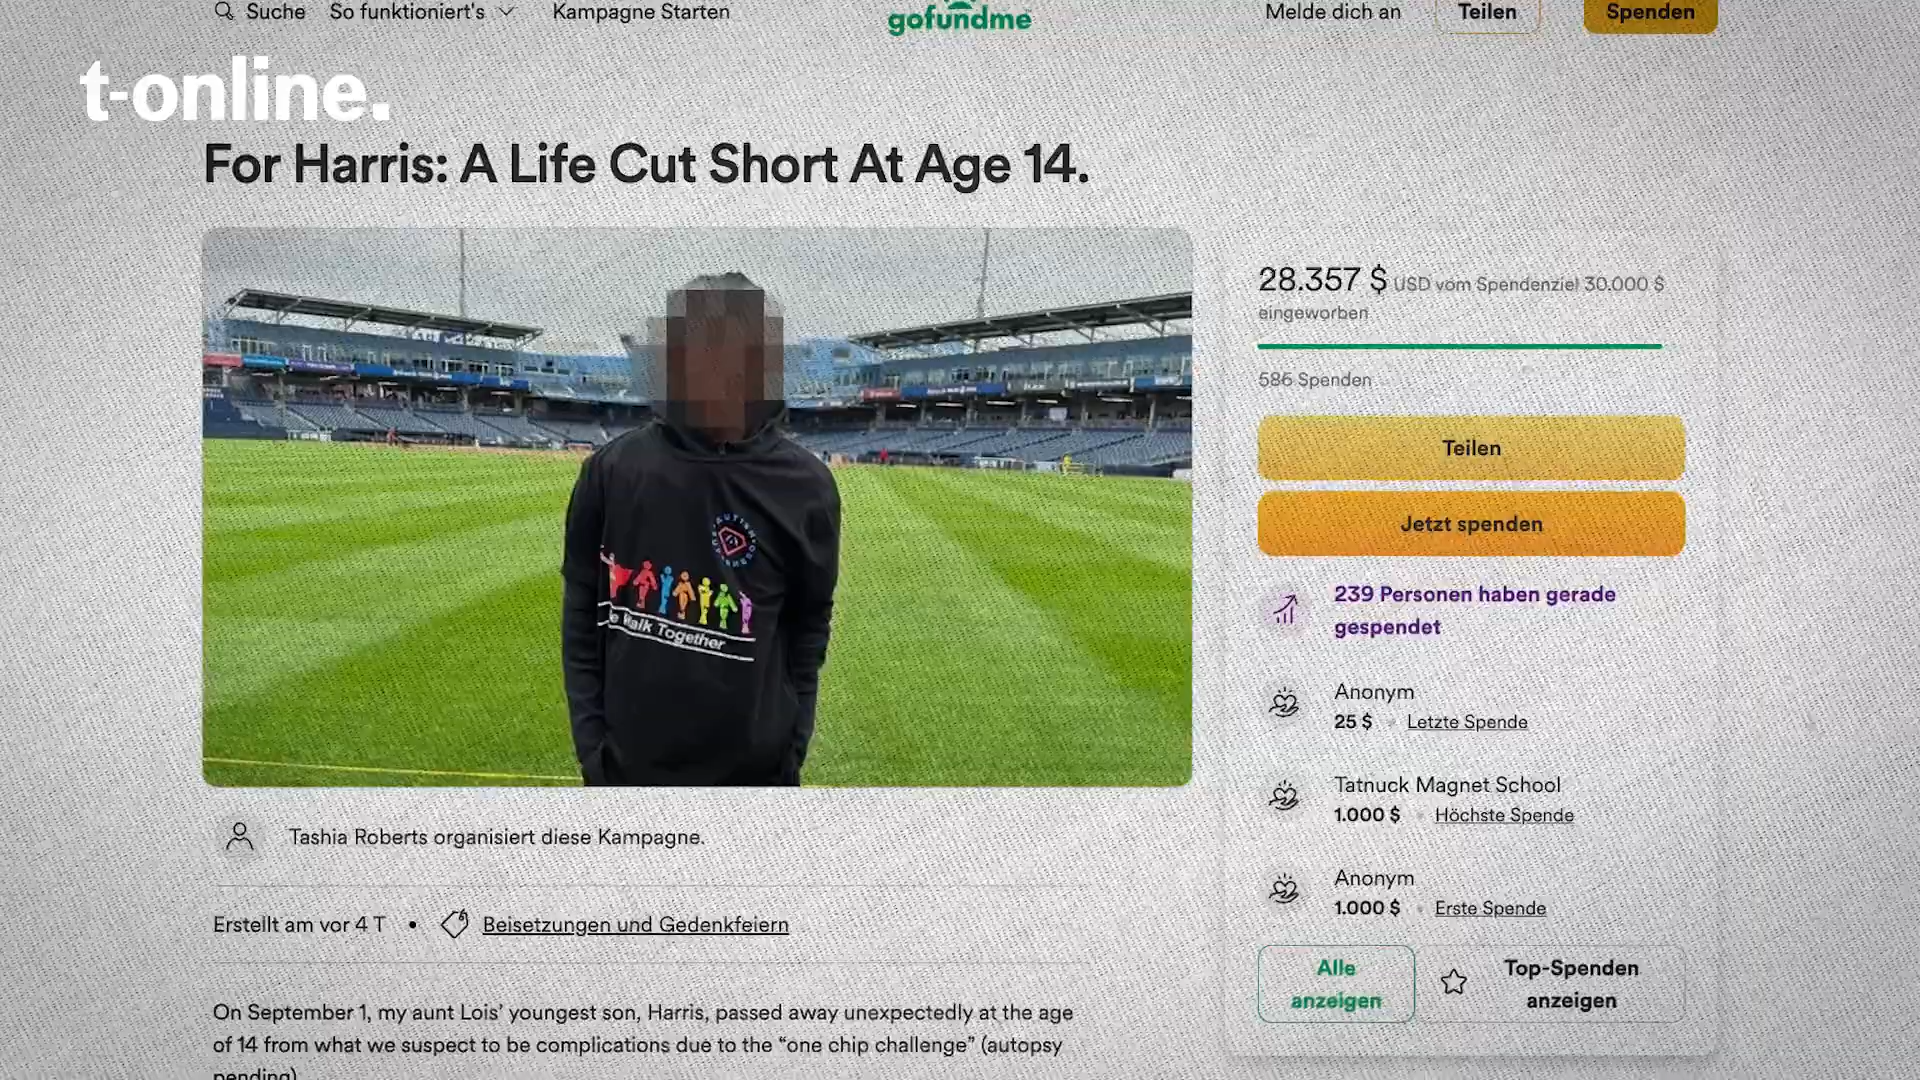 Suche So funktioniert's Kampagne Starten gofundme Melde dich an Teilen Spenden
t-online.
For Harris: A Life Cut Short At Age 14.
28.357 $ USD vom Spendenziel 30.000 $
eingeworben
586 Spenden
Teilen
Jetzt spenden
239 Personen haben gerade
gespendet
Anonym
25 $ • Letzte Spende
Tatnuck Magnet School
1.000 $ • Höchste Spende
Anonym
1.000 $ • Erste Spende
Alle
anzeigen
Top-Spenden
anzeigen
Walk Together
Tashia Roberts organisiert diese Kampagne.
Erstellt am vor 4 T • Beisetzungen und Gedenkfeiern
On September 1, my aunt Lois’ youngest son, Harris, passed away unexpectedly at the age
of 14 from what we suspect to be complications due to the “one chip challenge” (autopsy
pending)